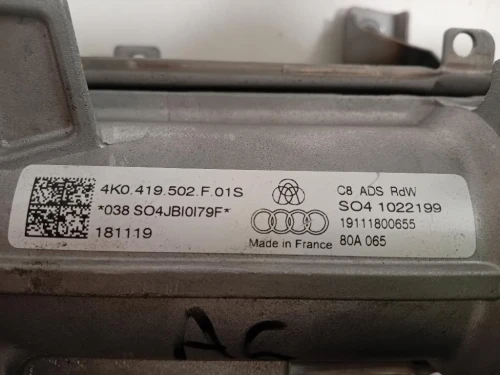 4K0.419.502.F.01S
*038 SO4JBI0I79F*
181119
Made in France
C8 ADS RdW
SO4 1022199
19111800655
80A 065
A6